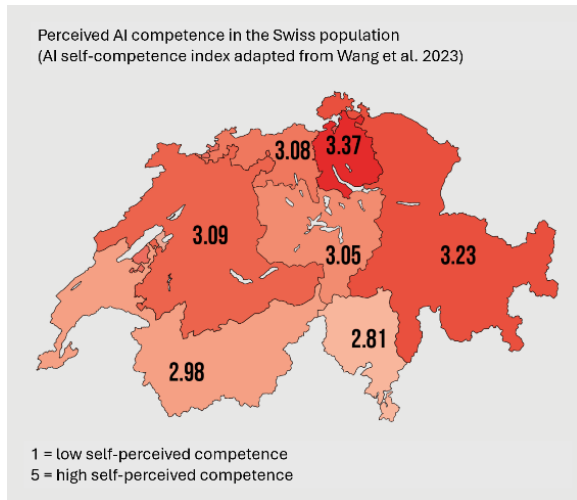 Perceived AI competence in the Swiss population
(AI self-competence index adapted from Wang et al. 2023)
3.08
3.37
3.09
3.05
3.23
2.98
2.81
1 = low self-perceived competence
5 = high self-perceived competence